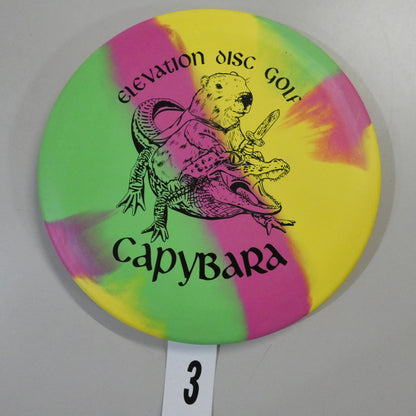 Elevation Disc Golf
Capybara
3